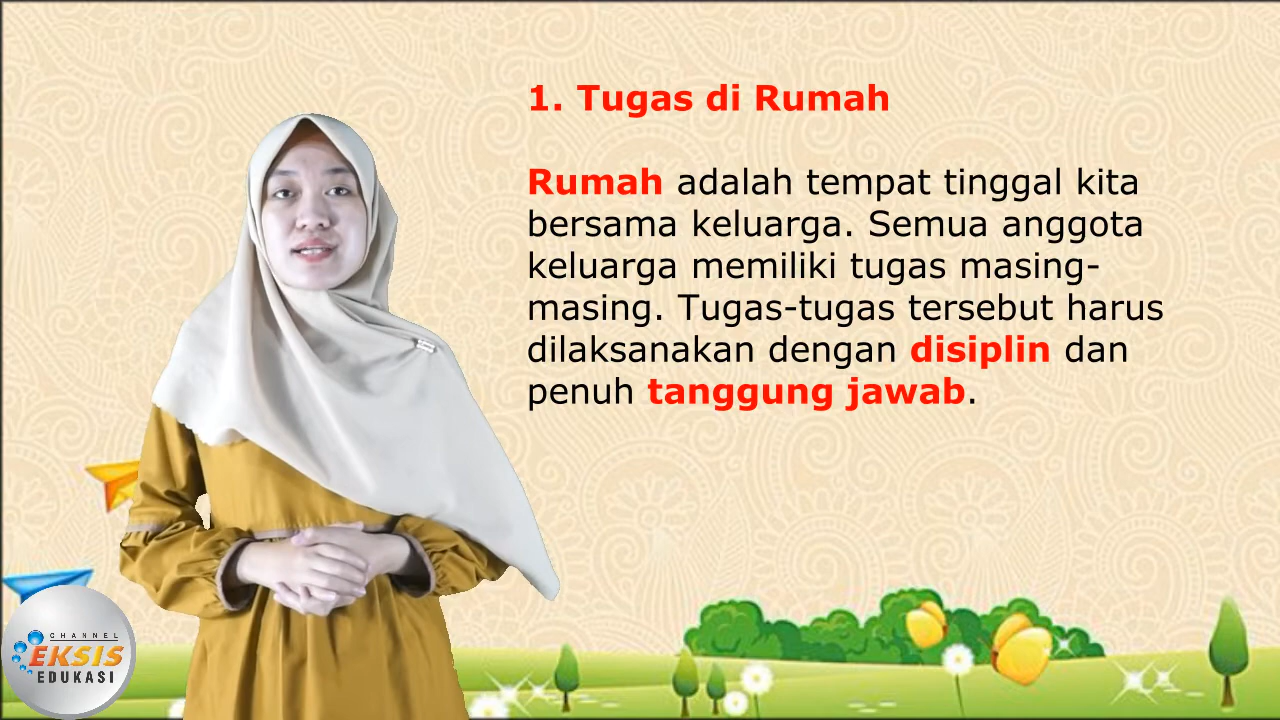 1. Tugas di Rumah
Rumah adalah tempat tinggal kita
bersama keluarga. Semua anggota
keluarga memiliki tugas masing-
masing. Tugas-tugas tersebut harus
dilaksanakan dengan disiplin dan
penuh tanggung jawab.
CHANNEL
EKSIS
EDUKASI